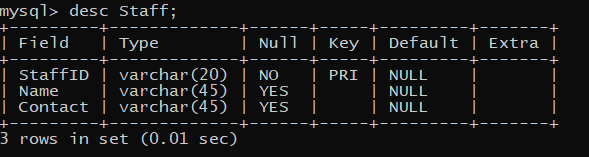 mysql> desc Staff;
+---------+-------------+------+-----+---------+-------+
| Field   | Type        | Null | Key | Default | Extra |
+---------+-------------+------+-----+---------+-------+
| StaffID | varchar(20) | NO   | PRI | NULL    |       |
| Name    | varchar(45) | YES  |     | NULL    |       |
| Contact | varchar(45) | YES  |     | NULL    |       |
+---------+-------------+------+-----+---------+-------+
3 rows in set (0.01 sec)